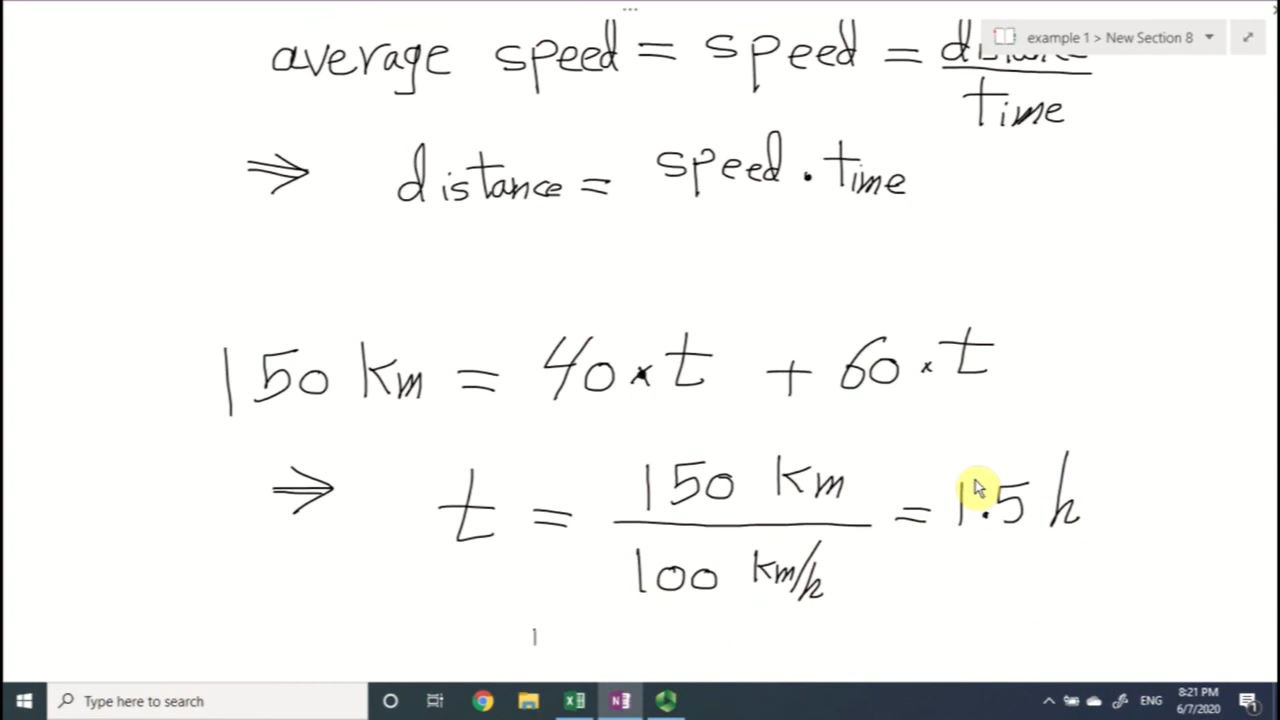 example 1 > New Section 8
average speed = speed = distance / time
⇒ distance = speed . time
150 km = 40 × t + 60 × t
⇒ t = 150 km / 100 km/h = 1.5 h
Type here to search
ENG
8:21 PM
6/7/2020